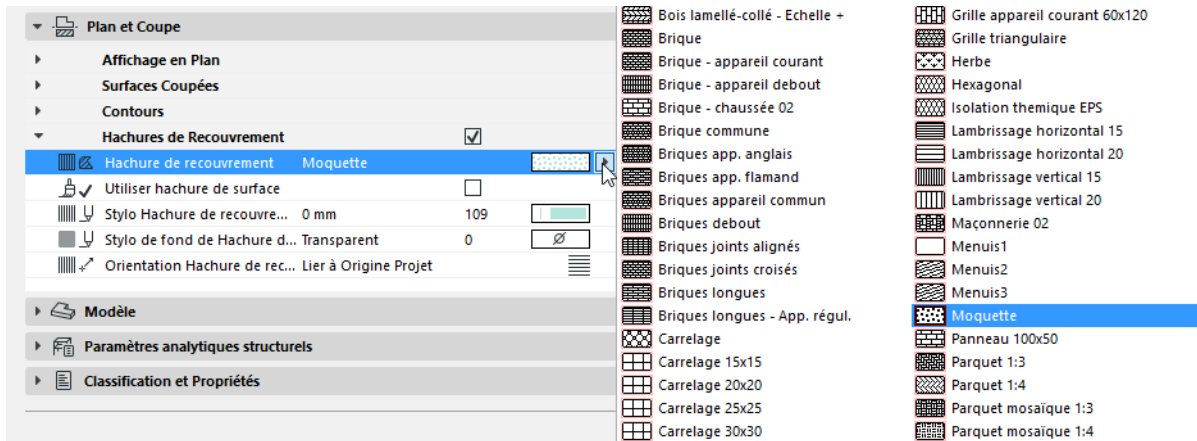 Plan et Coupe
Affichage en Plan
Surfaces Coupées
Contours
Hachures de Recouvrement
Hachure de recouvrement Moquette
Utiliser hachure de surface
Stylo Hachure de recouvre... 0 mm 109
Stylo de fond de Hachure d... Transparent 0
Orientation Hachure de rec... Lier à Origine Projet
Modèle
Paramètres analytiques structurels
Classification et Propriétés
Bois lamellé-collé - Echelle +
Brique
Brique - appareil courant
Brique - appareil debout
Brique - chaussée 02
Brique commune
Briques app. anglais
Briques app. flamand
Briques appareil commun
Briques debout
Briques joints alignés
Briques joints croisés
Briques longues
Briques longues - App. régul.
Carrelage
Carrelage 15x15
Carrelage 20x20
Carrelage 25x25
Carrelage 30x30
Grille appareil courant 60x120
Grille triangulaire
Herbe
Hexagonal
Isolation themique EPS
Lambrissage horizontal 15
Lambrissage horizontal 20
Lambrissage vertical 15
Lambrissage vertical 20
Maçonnerie 02
Menuis1
Menuis2
Menuis3
Moquette
Panneau 100x50
Parquet 1:3
Parquet 1:4
Parquet mosaïque 1:3
Parquet mosaïque 1:4